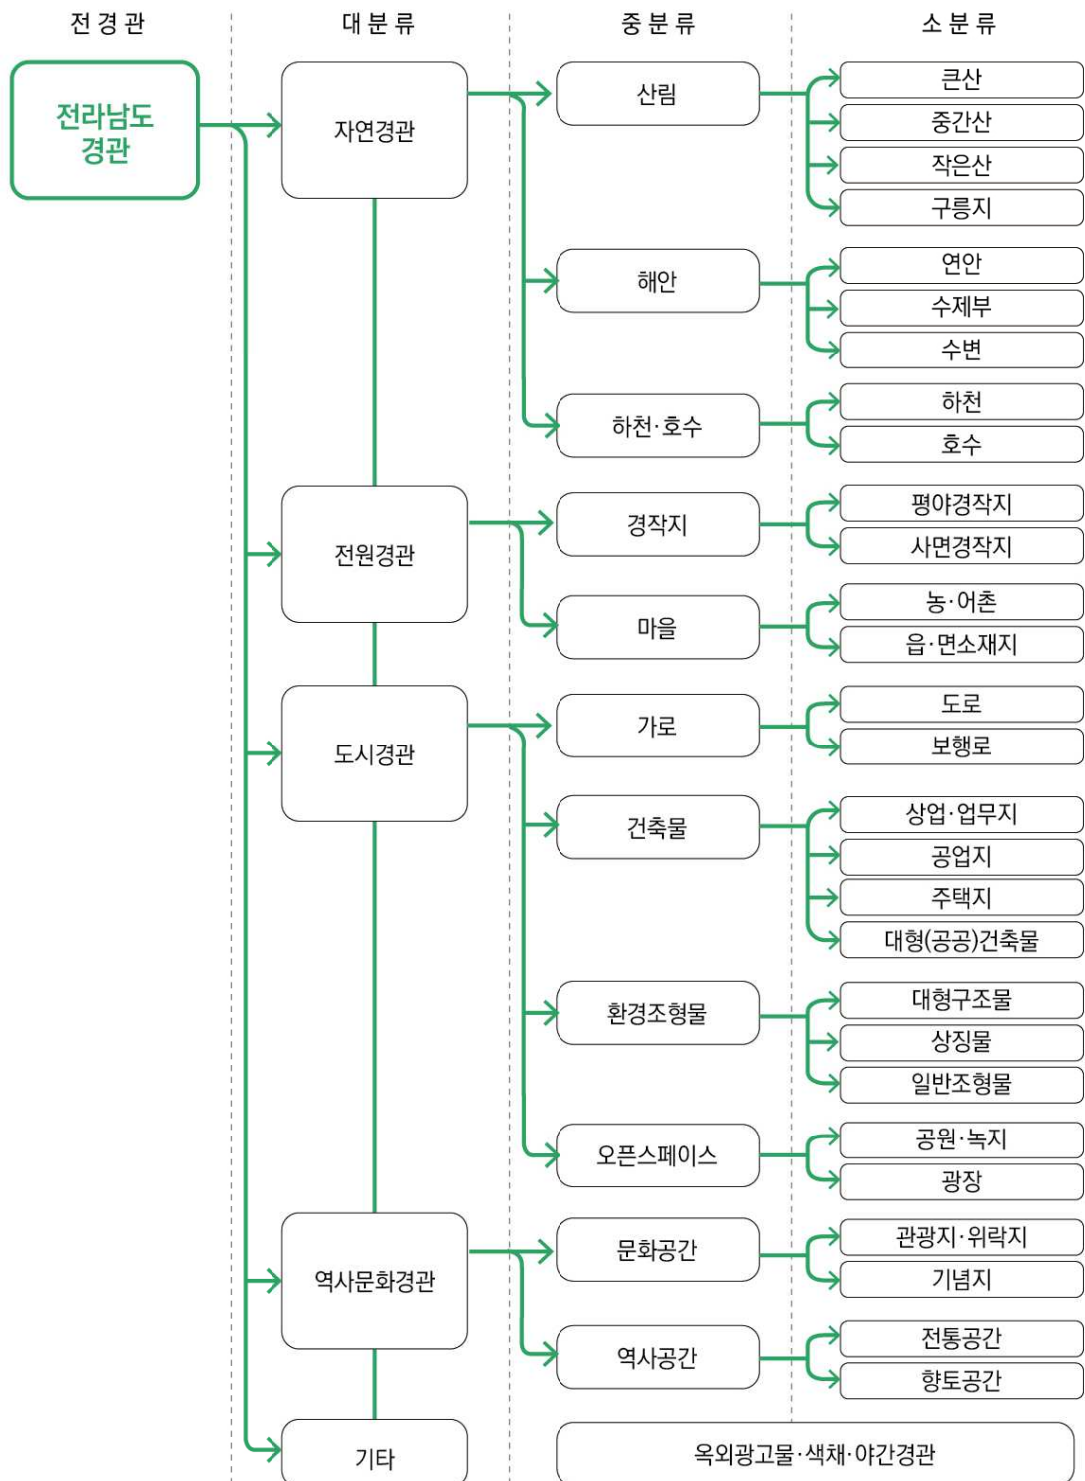 전 경 관
대 분 류
중 분 류
소 분 류
전라남도
경관
자연경관
산림
큰산
중간산
작은산
구릉지
해안
연안
수제부
수변
하천·호수
하천
호수
전원경관
경작지
평야경작지
사면경작지
마을
농·어촌
읍·면소재지
도시경관
가로
도로
보행로
건축물
상업·업무지
공업지
주택지
대형(공공)건축물
환경조형물
대형구조물
상징물
일반조형물
오픈스페이스
공원·녹지
광장
역사문화경관
문화공간
관광지·위락지
기념지
역사공간
전통공간
향토공간
기타
옥외광고물·색채·야간경관